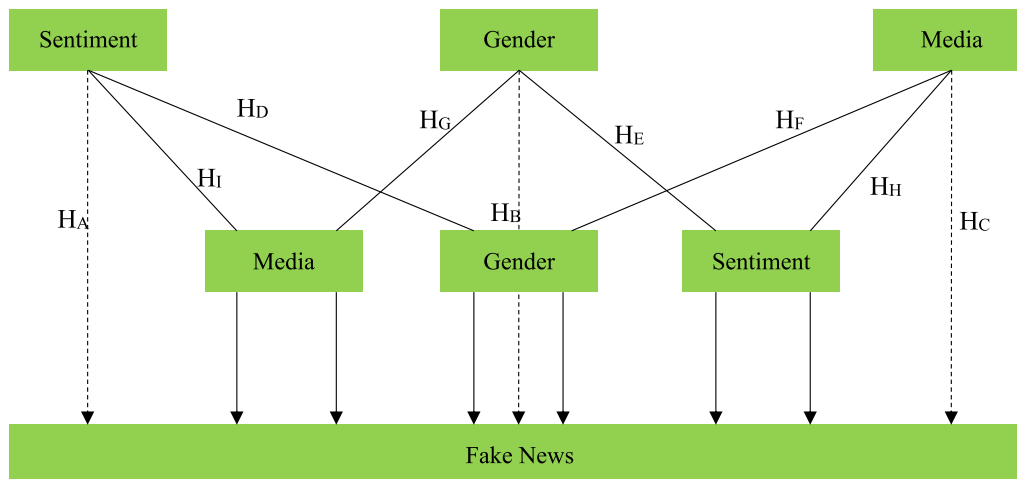 Sentiment
Gender
Media
HD
HG
HF
HE
HI
HH
HA
HB
HC
Media
Gender
Sentiment
Fake News